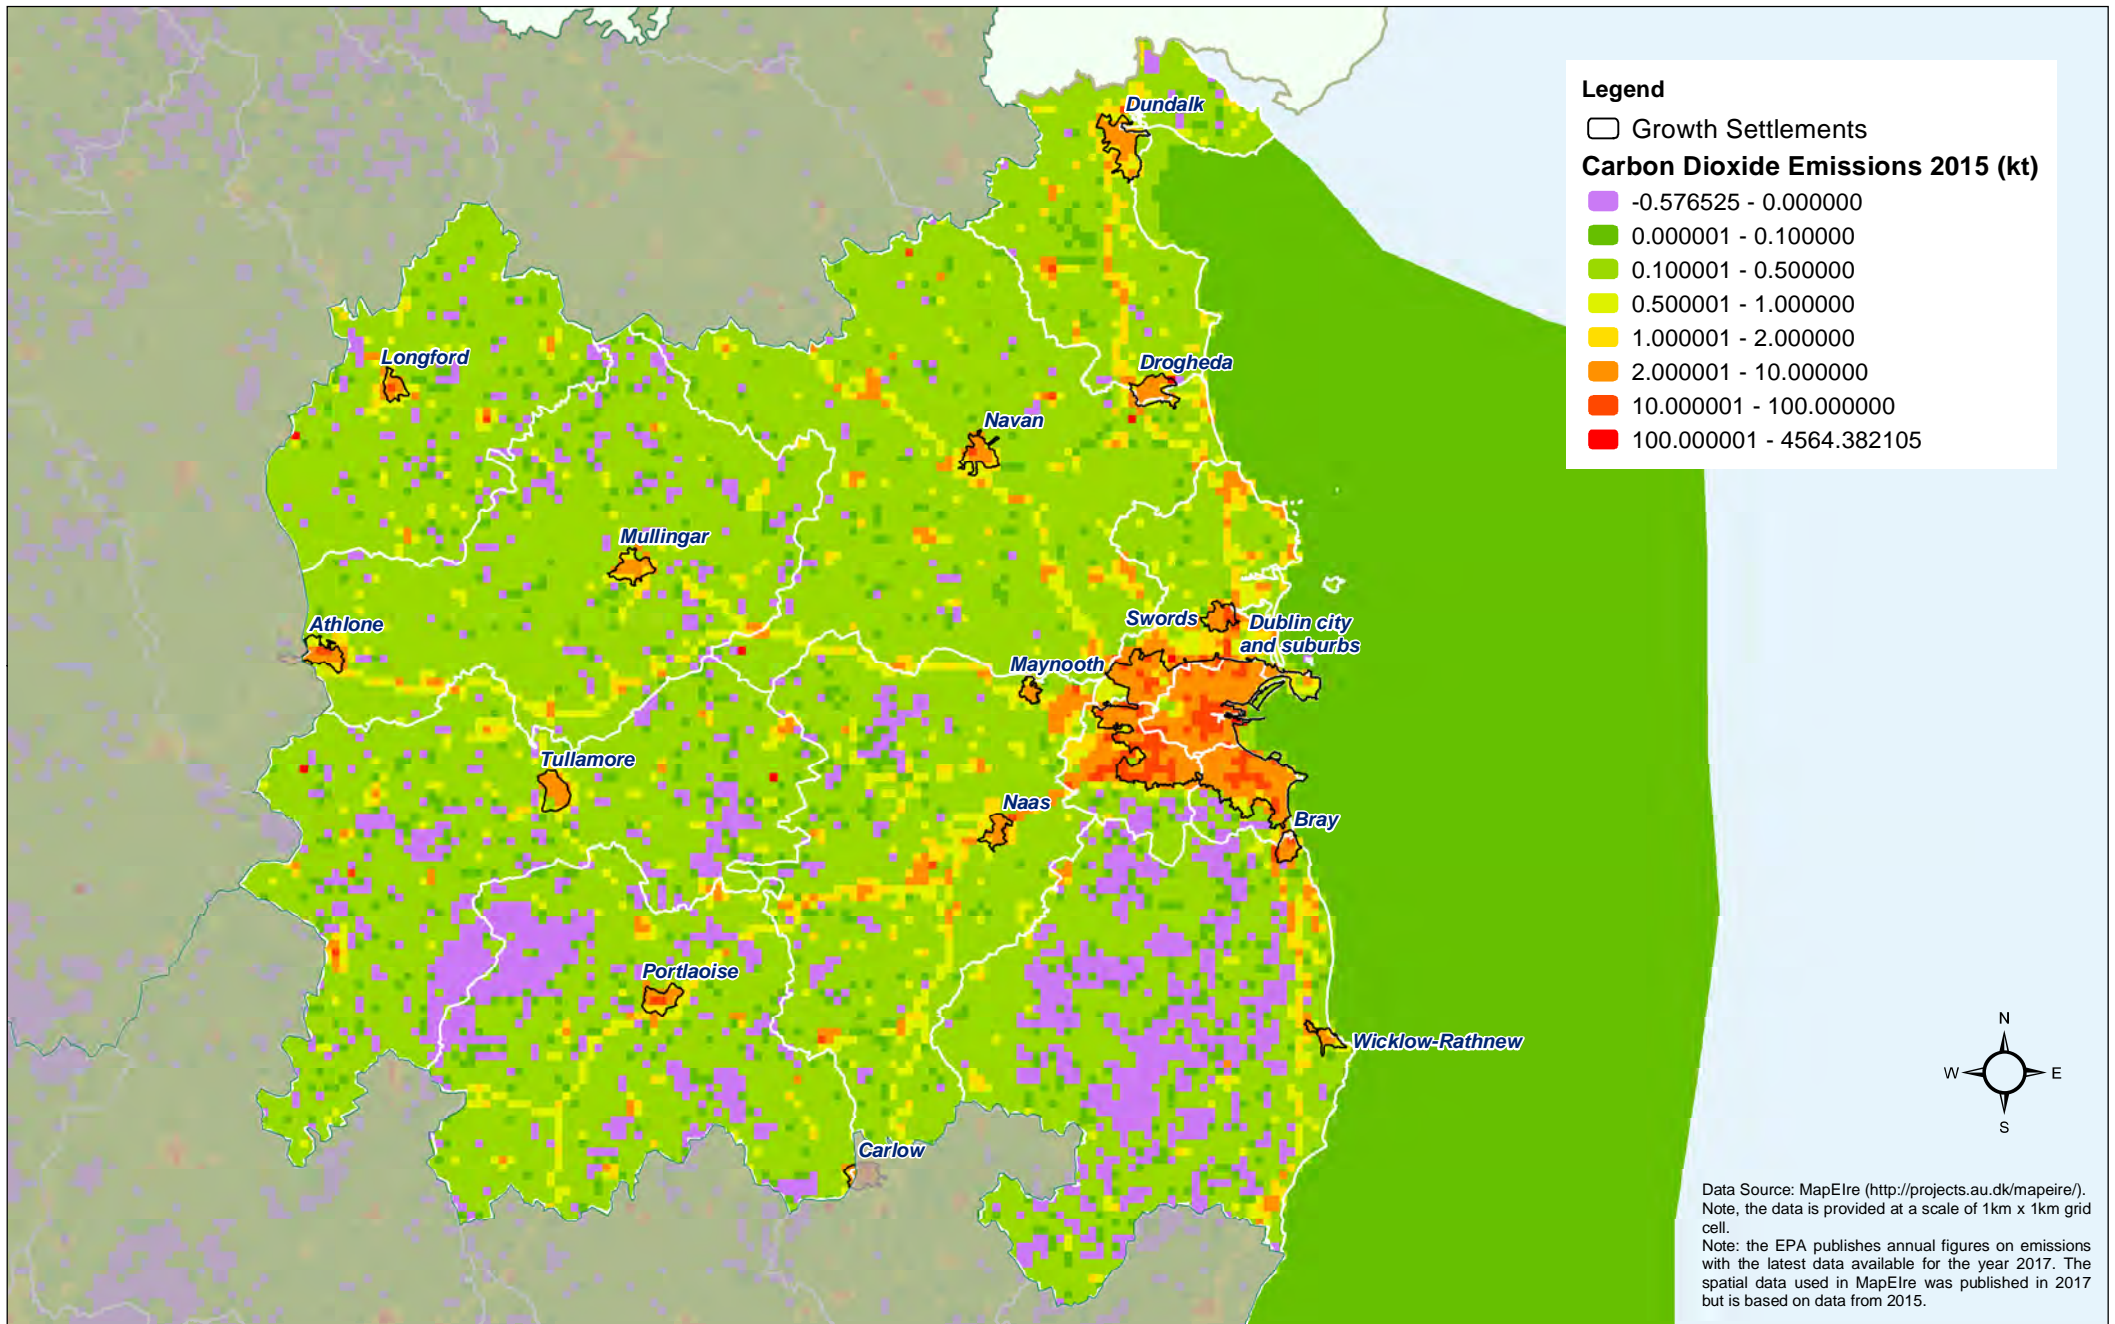 Legend
Growth Settlements
Carbon Dioxide Emissions 2015 (kt)
-0.576525 - 0.000000
0.000001 - 0.100000
0.100001 - 0.500000
0.500001 - 1.000000
1.000001 - 2.000000
2.000001 - 10.000000
10.000001 - 100.000000
100.000001 - 4564.382105
Dundalk
Longford
Drogheda
Navan
Mullingar
Athlone
Swords
Dublin city
and suburbs
Maynooth
Tullamore
Naas
Bray
Portlaoise
Wicklow-Rathnew
Carlow
N
W
E
S
Data Source: MapEIre (http://projects.au.dk/mapeire/).
Note, the data is provided at a scale of 1km x 1km grid
cell.
Note: the EPA publishes annual figures on emissions
with the latest data available for the year 2017. The
spatial data used in MapEIre was published in 2017
but is based on data from 2015.